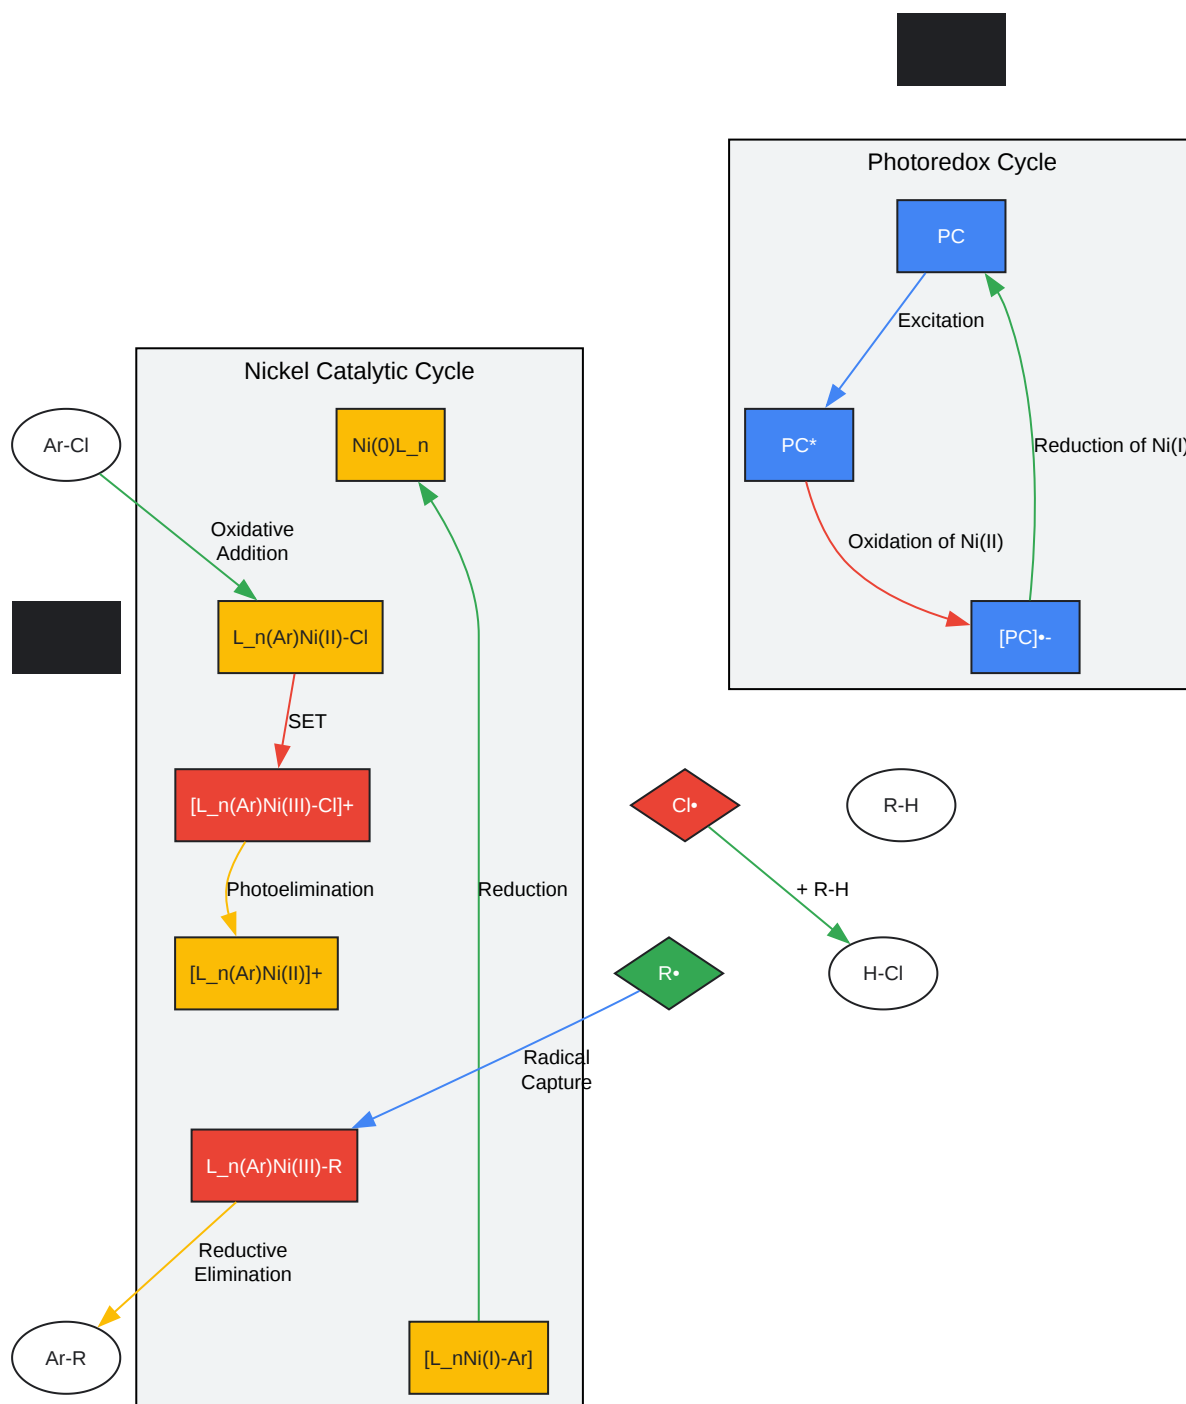 Photoredox Cycle
PC
Excitation
Nickel Catalytic Cycle
Ar-Cl
Ni(0)L_n
PC*
Reduction of Ni(I)
Oxidative
Addition
Oxidation of Ni(II)
L_n(Ar)Ni(II)-Cl
[PC]•-
SET
[L_n(Ar)Ni(III)-Cl]+
Cl•
R-H
Photoelimination
Reduction
+ R-H
[L_n(Ar)Ni(II)]+
R•
H-Cl
Radical
Capture
L_n(Ar)Ni(III)-R
Reductive
Elimination
Ar-R
[L_nNi(I)-Ar]